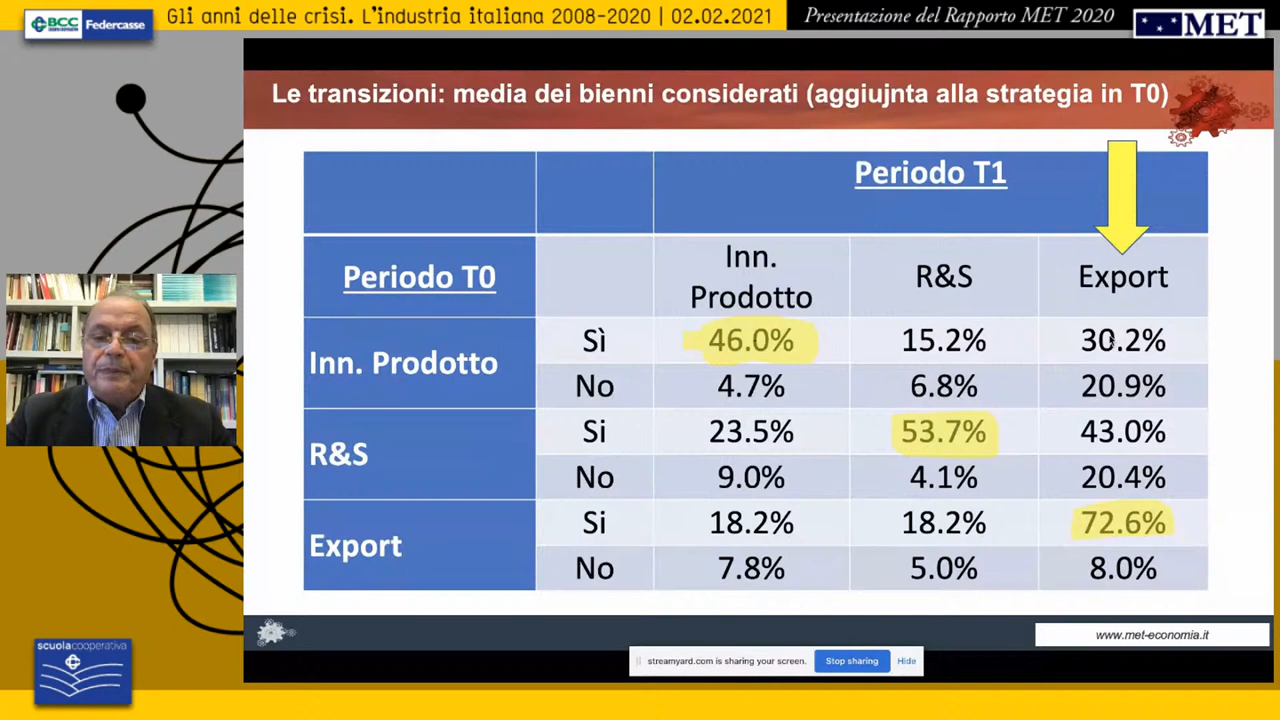 BCC
Federcasse
Gli anni delle crisi. L'industria italiana 2008-2020 | 02.02.2021
Presentazione del Rapporto MET 2020
MET
Le transizioni: media dei bienni considerati (aggiujnta alla strategia in T0)
Periodo T1
Periodo T0 Inn. Prodotto R&S Export
Inn. Prodotto Sì 46.0% 15.2% 30.2%
No 4.7% 6.8% 20.9%
R&S Si 23.5% 53.7% 43.0%
No 9.0% 4.1% 20.4%
Export Si 18.2% 18.2% 72.6%
No 7.8% 5.0% 8.0%
www.met-economia.it
scuolacooperativa
streamyard.com is sharing your screen. Stop sharing Hide